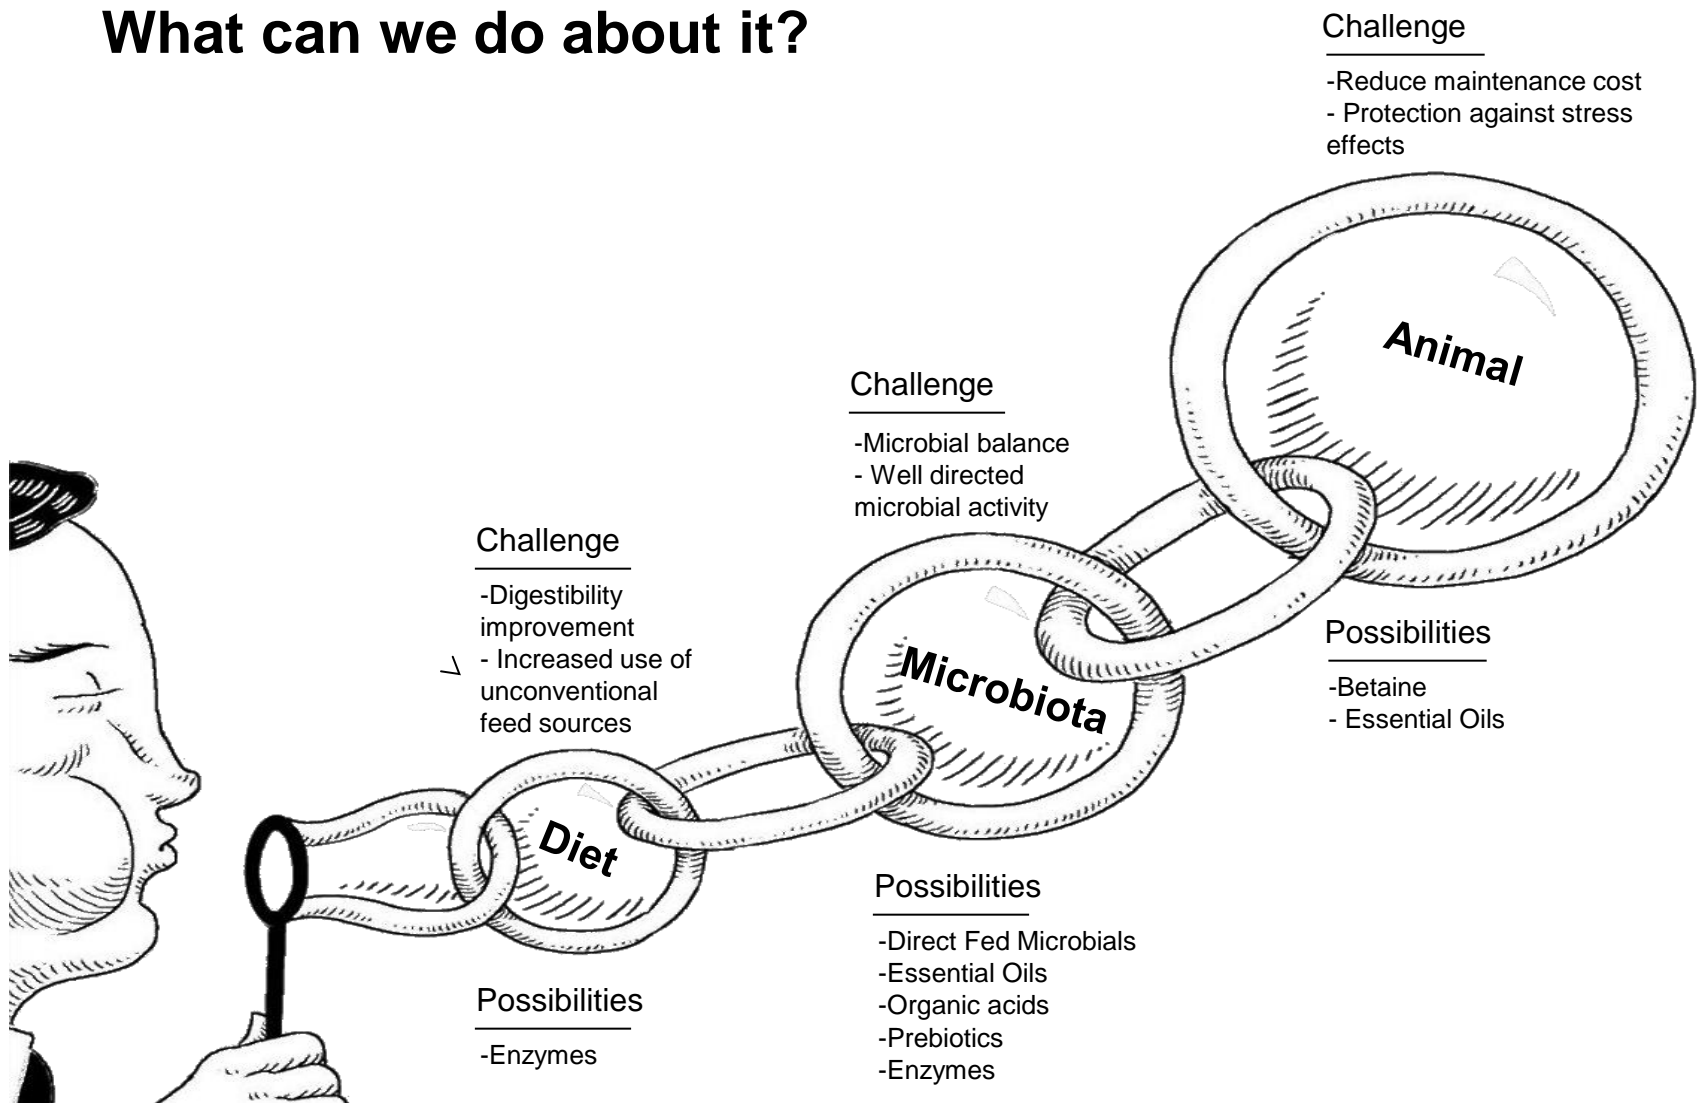 What can we do about it?
Challenge
-Reduce maintenance cost
- Protection against stress
effects
Animal
Possibilities
-Betaine
- Essential Oils
Challenge
-Microbial balance
- Well directed
microbial activity
Microbiota
Possibilities
-Direct Fed Microbials
-Essential Oils
-Organic acids
-Prebiotics
-Enzymes
Challenge
-Digestibility
improvement
- Increased use of
unconventional
feed sources
Diet
Possibilities
-Enzymes